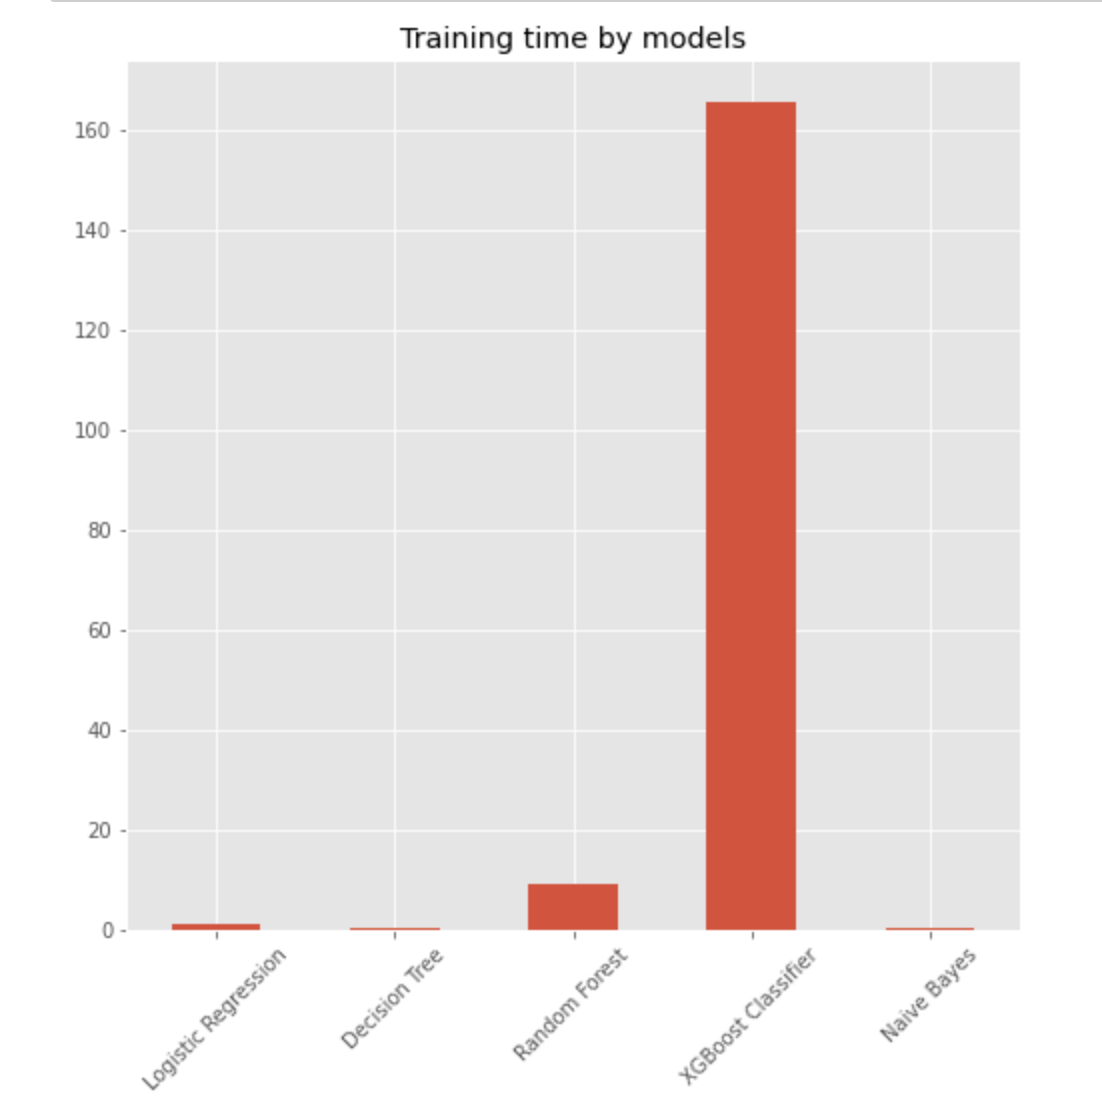 Training time by models
160
140
120
100
80
60
40
20
0
Logistic Regression
Decision Tree
Random Forest
XGBoost Classifier
Naive Bayes